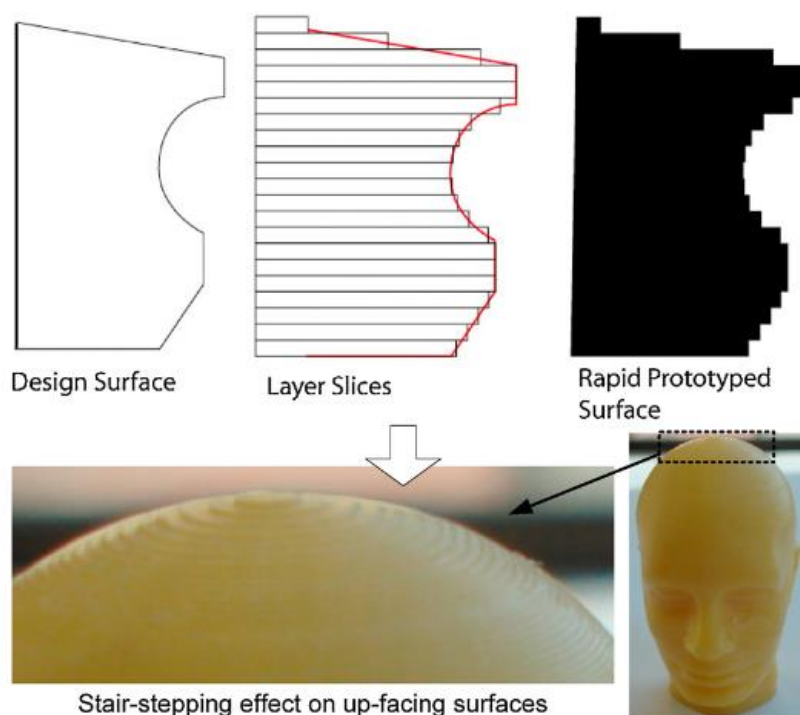 Design Surface
Layer Slices
Rapid Prototyped
Surface
Stair-stepping effect on up-facing surfaces